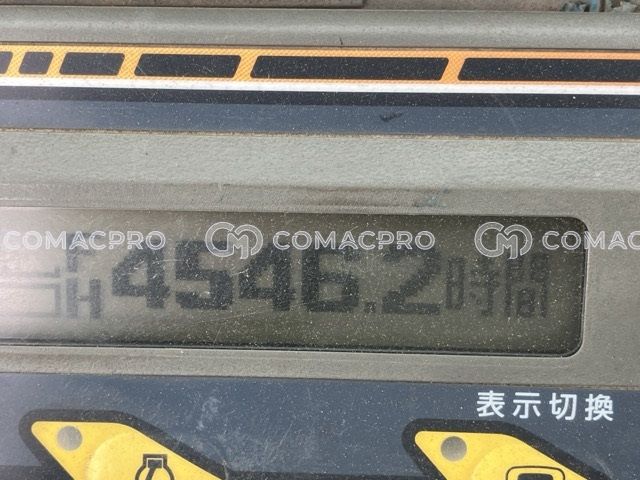 COMACPRO COMACPRO COMACPRO
H 4546.2時間
表示切換